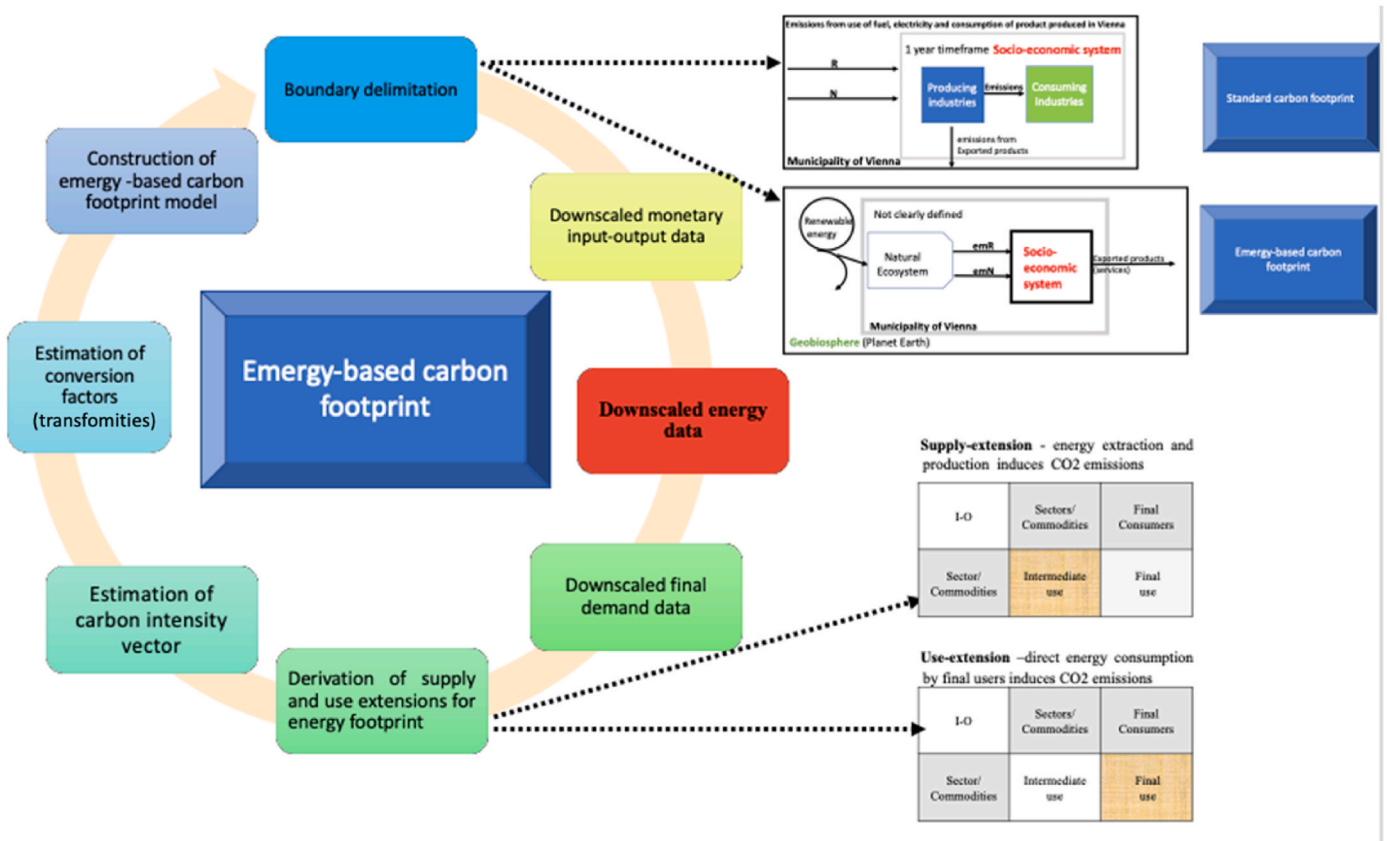 Boundary delimitation
Construction of
emergy -based carbon
footprint model
Downscaled monetary
input-output data
Estimation of
conversion
factors
(transfomities)
Emergy-based carbon
footprint
Downscaled energy
data
Estimation of
carbon intensity
vector
Downscaled final
demand data
Derivation of supply
and use extensions for
energy footprint
Emissions from use of fuel, electricity and consumption of product produced in Vienna
1 year timeframe Socio-economic system
R
N
Producing
industries
Emissions
Consuming
industries
emissions from
Exported products
Municipality of Vienna
Standard carbon footprint
Renewable
energy
Not clearly defined
Natural
Ecosystem
emR
emN
Socio-
economic
system
Exported products
(services)
Municipality of Vienna
Geobiosphere (Planet Earth)
Emergy-based carbon
footprint
Supply-extension - energy extraction and
production induces CO2 emissions
I-O
Sectors/
Commodities
Final
Consumers
Sector/
Commodities
Intermediate
use
Final
use
Use-extension –direct energy consumption
by final users induces CO2 emissions
I-O
Sectors/
Commodities
Final
Consumers
Sector/
Commodities
Intermediate
use
Final
use